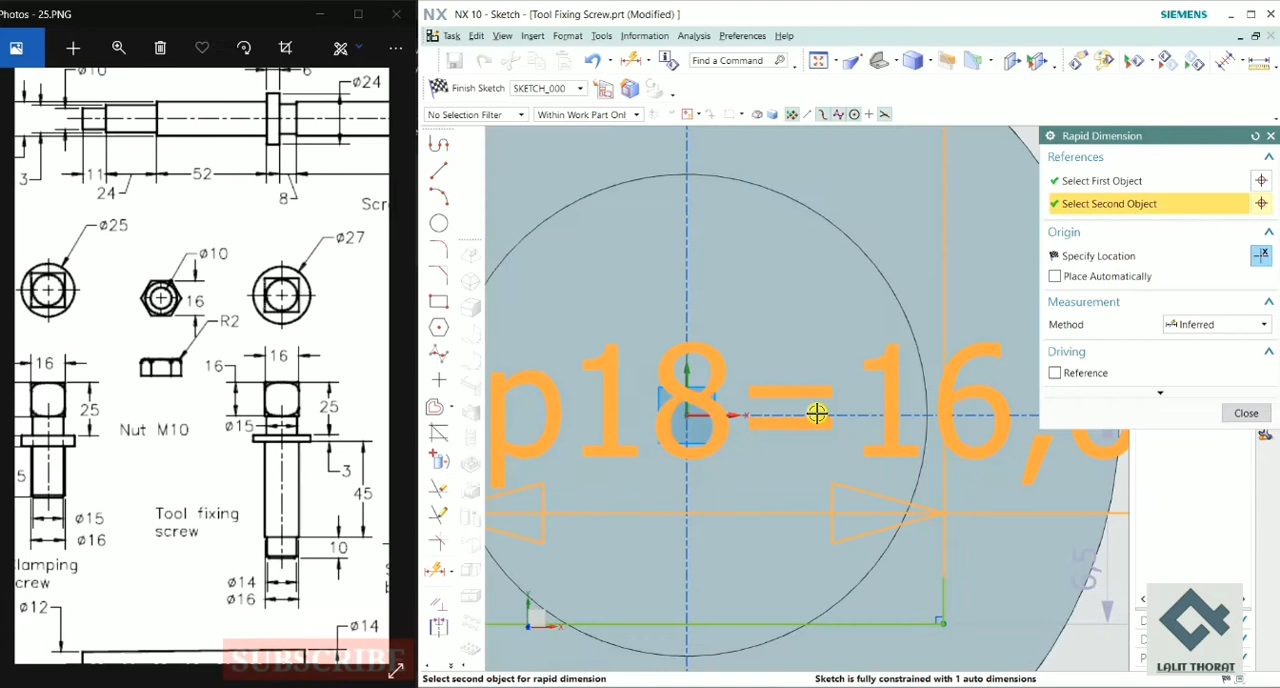 Photos - 25.PNG
ø10
6
ø24
3
11
24
52
8
Scr
ø25
ø27
ø10
16
R2
16
25
16
16
ø15
25
Nut M10
3
5
45
ø15
Tool fixing
screw
10
ø16
lamping
crew
ø14
ø16
ø12
ø14
SUBSCRIBE
NX NX 10 - Sketch - [Tool Fixing Screw.prt (Modified) ]
SIEMENS
Task Edit View Insert Format Tools Information Analysis Preferences Help
Find a Command
Finish Sketch SKETCH_000
No Selection Filter Within Work Part Onl
p18=16,0
6,5
X
Rapid Dimension
References
Select First Object
Select Second Object
Origin
Specify Location
Place Automatically
Measurement
Method Inferred
Driving
Reference
Close
LALIT THORAT
Select second object for rapid dimension
Sketch is fully constrained with 1 auto dimensions